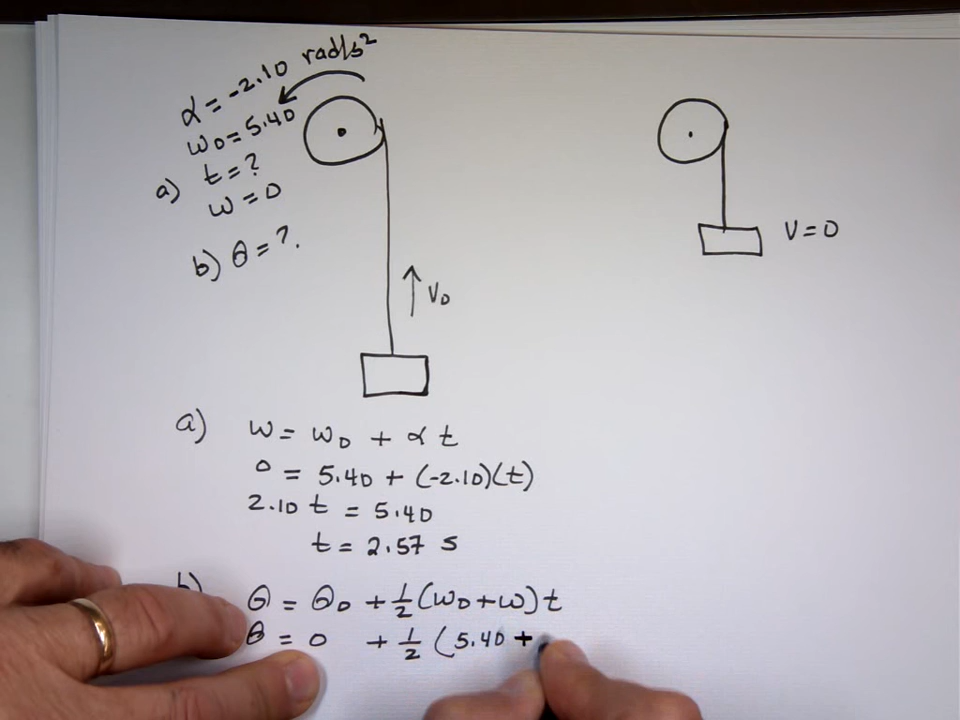 α = -2.10 rad/s²
ω0 = 5.40
a) t = ?
ω = 0
b) θ = ?.
V0
V = 0
a) ω = ω0 + α t
0 = 5.40 + (-2.10)(t)
2.10 t = 5.40
t = 2.57 s
b) θ = θ0 + 1/2 (ω0 + ω) t
θ = 0 + 1/2 (5.40 +